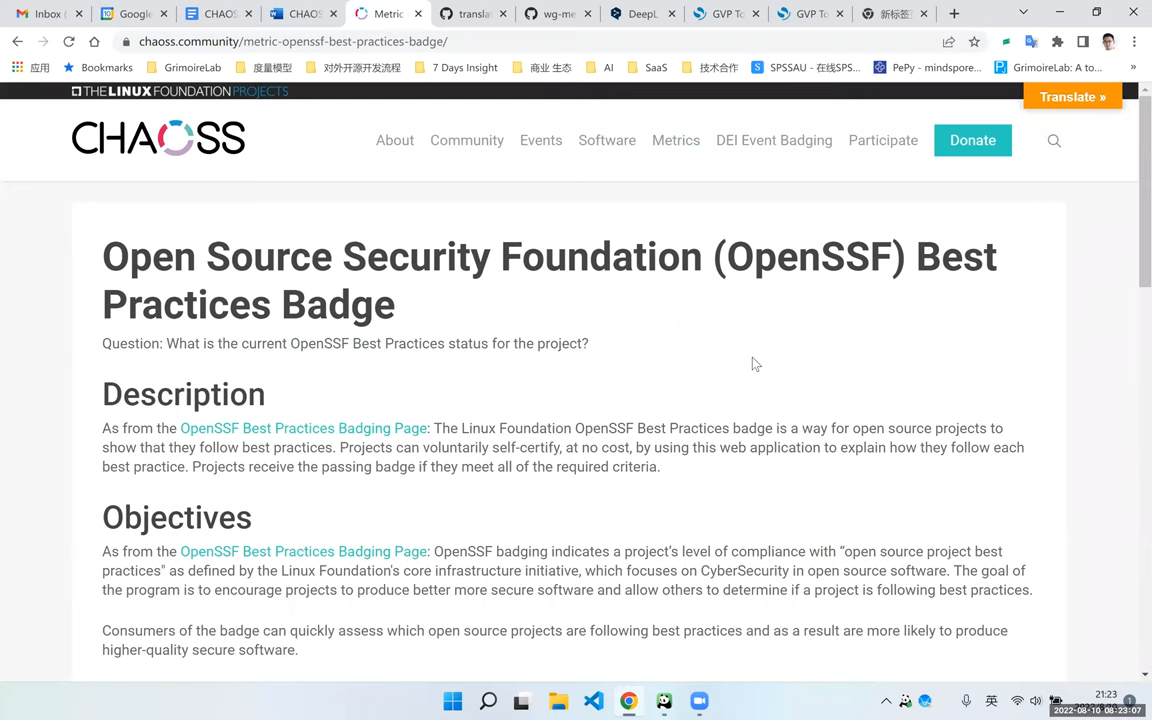 Inbox (
Google
CHAOS
CHAOS
Metric
translat
wg-me
DeepL
GVP To
GVP To
新标签
chaoss.community/metric-openssf-best-practices-badge/
应用
Bookmarks
GrimoireLab
度量模型
对外开源开发流程
7 Days Insight
商业 生态
AI
SaaS
技术合作
SPSSAU - 在线SPS...
PePy - mindspore...
GrimoireLab: A to...
»
THE LINUX FOUNDATION PROJECTS
Translate »
CHAOSS
About
Community
Events
Software
Metrics
DEI Event Badging
Participate
Donate
Open Source Security Foundation (OpenSSF) Best
Practices Badge
Question: What is the current OpenSSF Best Practices status for the project?
Description
As from the OpenSSF Best Practices Badging Page: The Linux Foundation OpenSSF Best Practices badge is a way for open source projects to
show that they follow best practices. Projects can voluntarily self-certify, at no cost, by using this web application to explain how they follow each
best practice. Projects receive the passing badge if they meet all of the required criteria.
Objectives
As from the OpenSSF Best Practices Badging Page: OpenSSF badging indicates a project’s level of compliance with “open source project best
practices" as defined by the Linux Foundation's core infrastructure initiative, which focuses on CyberSecurity in open source software. The goal of
the program is to encourage projects to produce better more secure software and allow others to determine if a project is following best practices.
Consumers of the badge can quickly assess which open source projects are following best practices and as a result are more likely to produce
higher-quality secure software.
英
21:23
2022-08-10 08:23:07